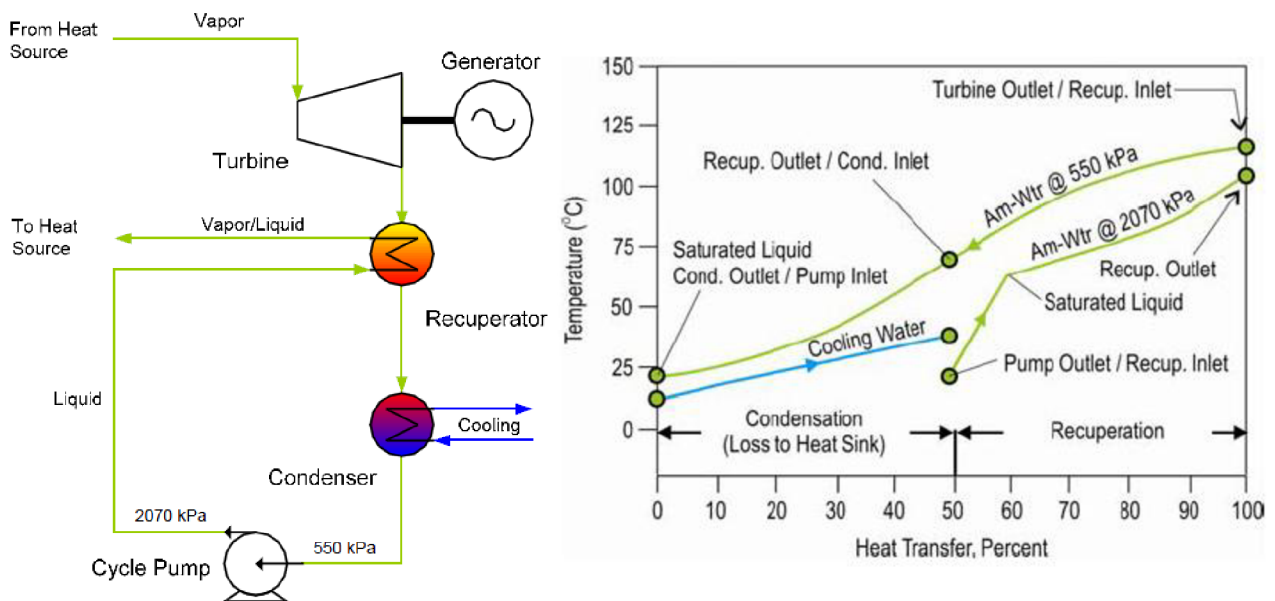 Vapor
From Heat
Source
Generator
Turbine
Vapor/Liquid
To Heat
Source
Recuperator
Liquid
Cooling
Condenser
2070 kPa
550 kPa
Cycle Pump
150
125
100
75
50
25
0
Temperature (°C)
Turbine Outlet / Recup. Inlet
Recup. Outlet / Cond. Inlet
Am-Wtr @ 550 kPa
Am-Wtr @ 2070 kPa
Saturated Liquid
Cond. Outlet / Pump Inlet
Recup. Outlet
Saturated Liquid
Cooling Water
Pump Outlet / Recup. Inlet
Condensation
(Loss to Heat Sink)
Recuperation
0 10 20 30 40 50 60 70 80 90 100
Heat Transfer, Percent